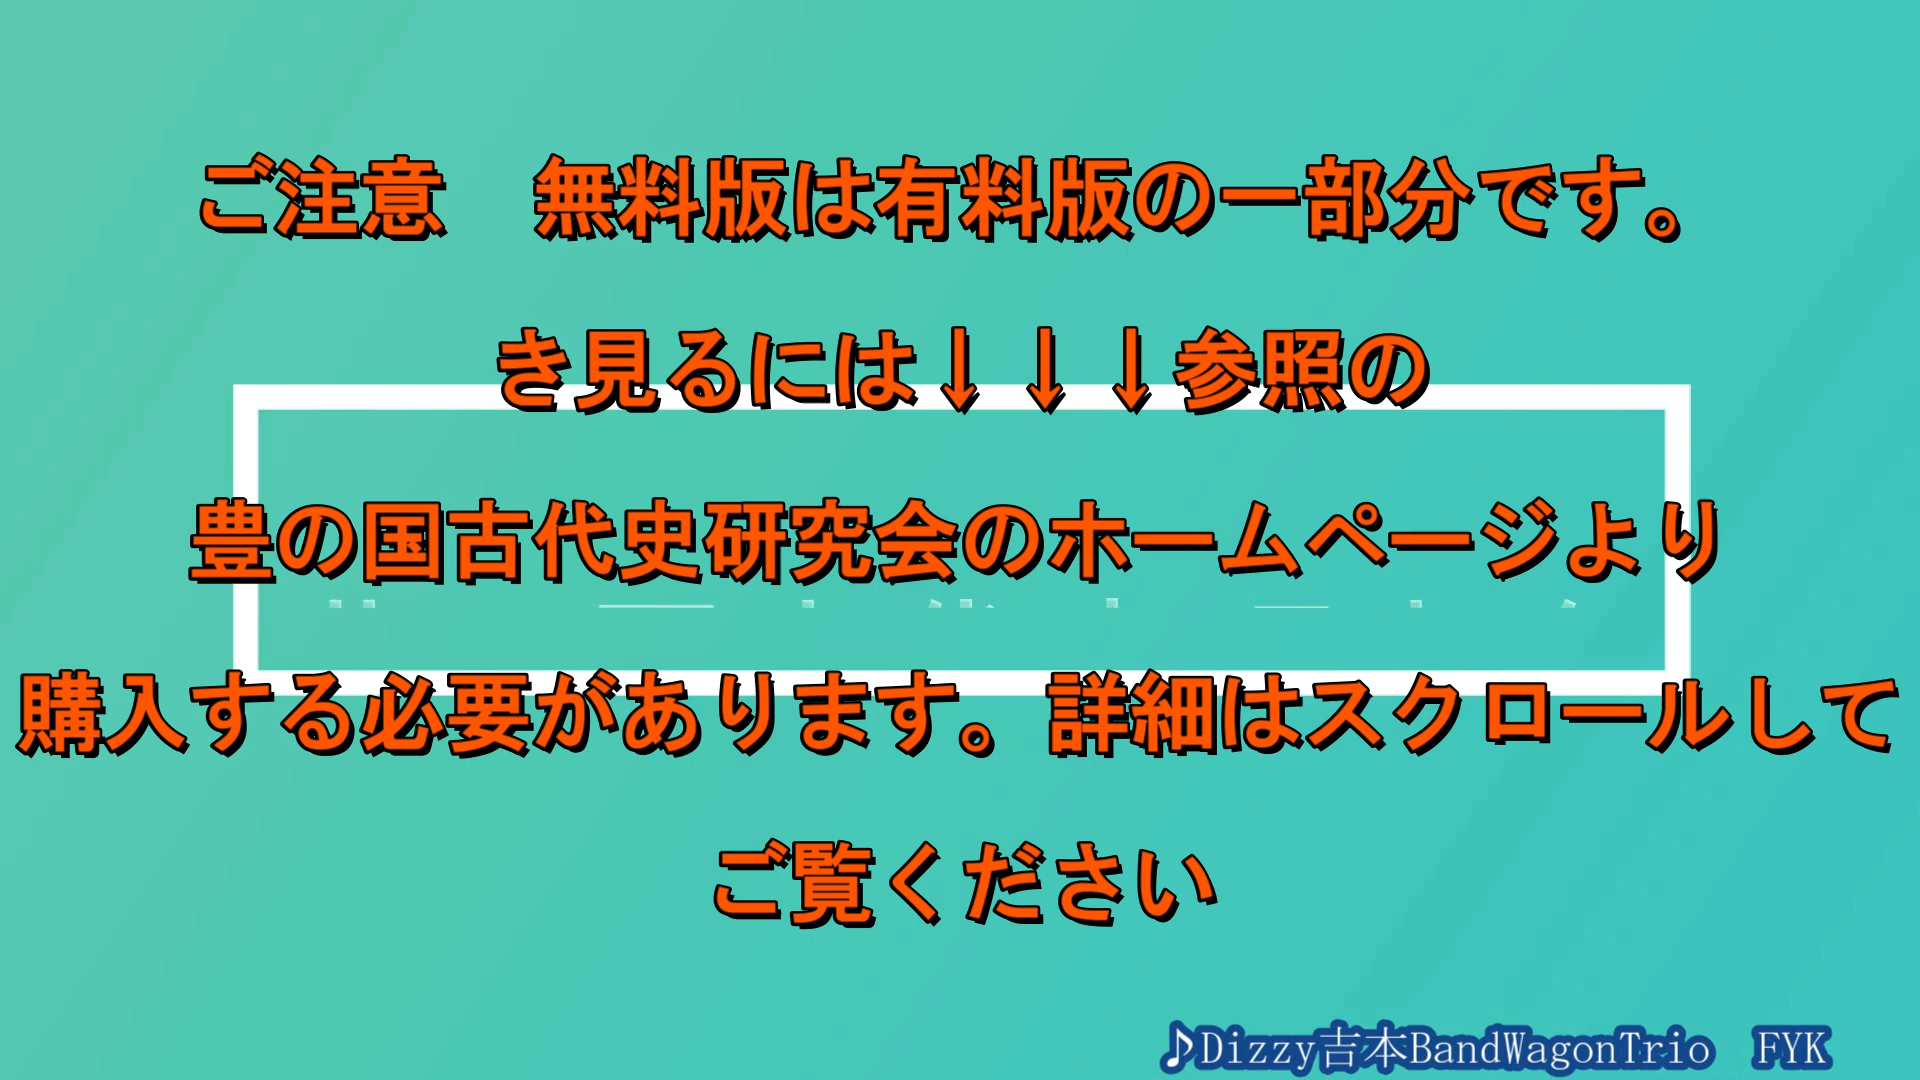 ご注意　無料版は有料版の一部分です。
き見るには↓↓↓参照の
豊の国古代史研究会のホームページより
購入する必要があります。詳細はスクロールして
ご覧ください
♪Dizzy吉本BandWagonTrio　FYK